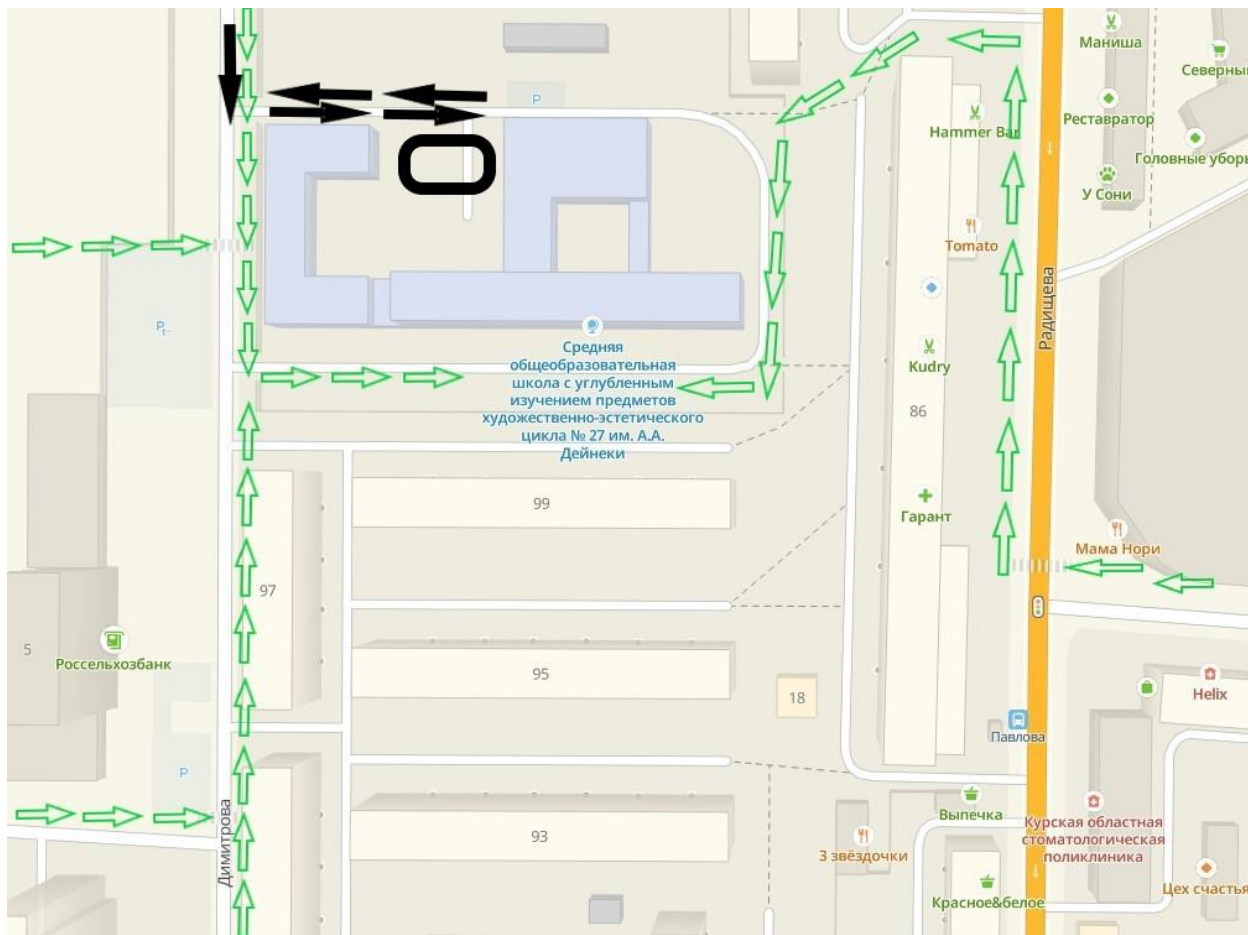 Маниша
Северны
P
Реставратор
Hammer Bar
Головные уборы
У Сони
Tomato
Радищева
P
Средняя
общеобразовательная
школа с углубленным
изучением предметов
художественно-эстетического
цикла № 27 им. А.А.
Дейнеки
Kudry
86
99
Гарант
Мама Нори
97
5
Россельхозбанк
95
18
Helix
Павлова
P
Димитрова
93
Выпечка
3 звёздочки
Курская областная
стоматологическая
поликлиника
Красное&белое
Цех счастья